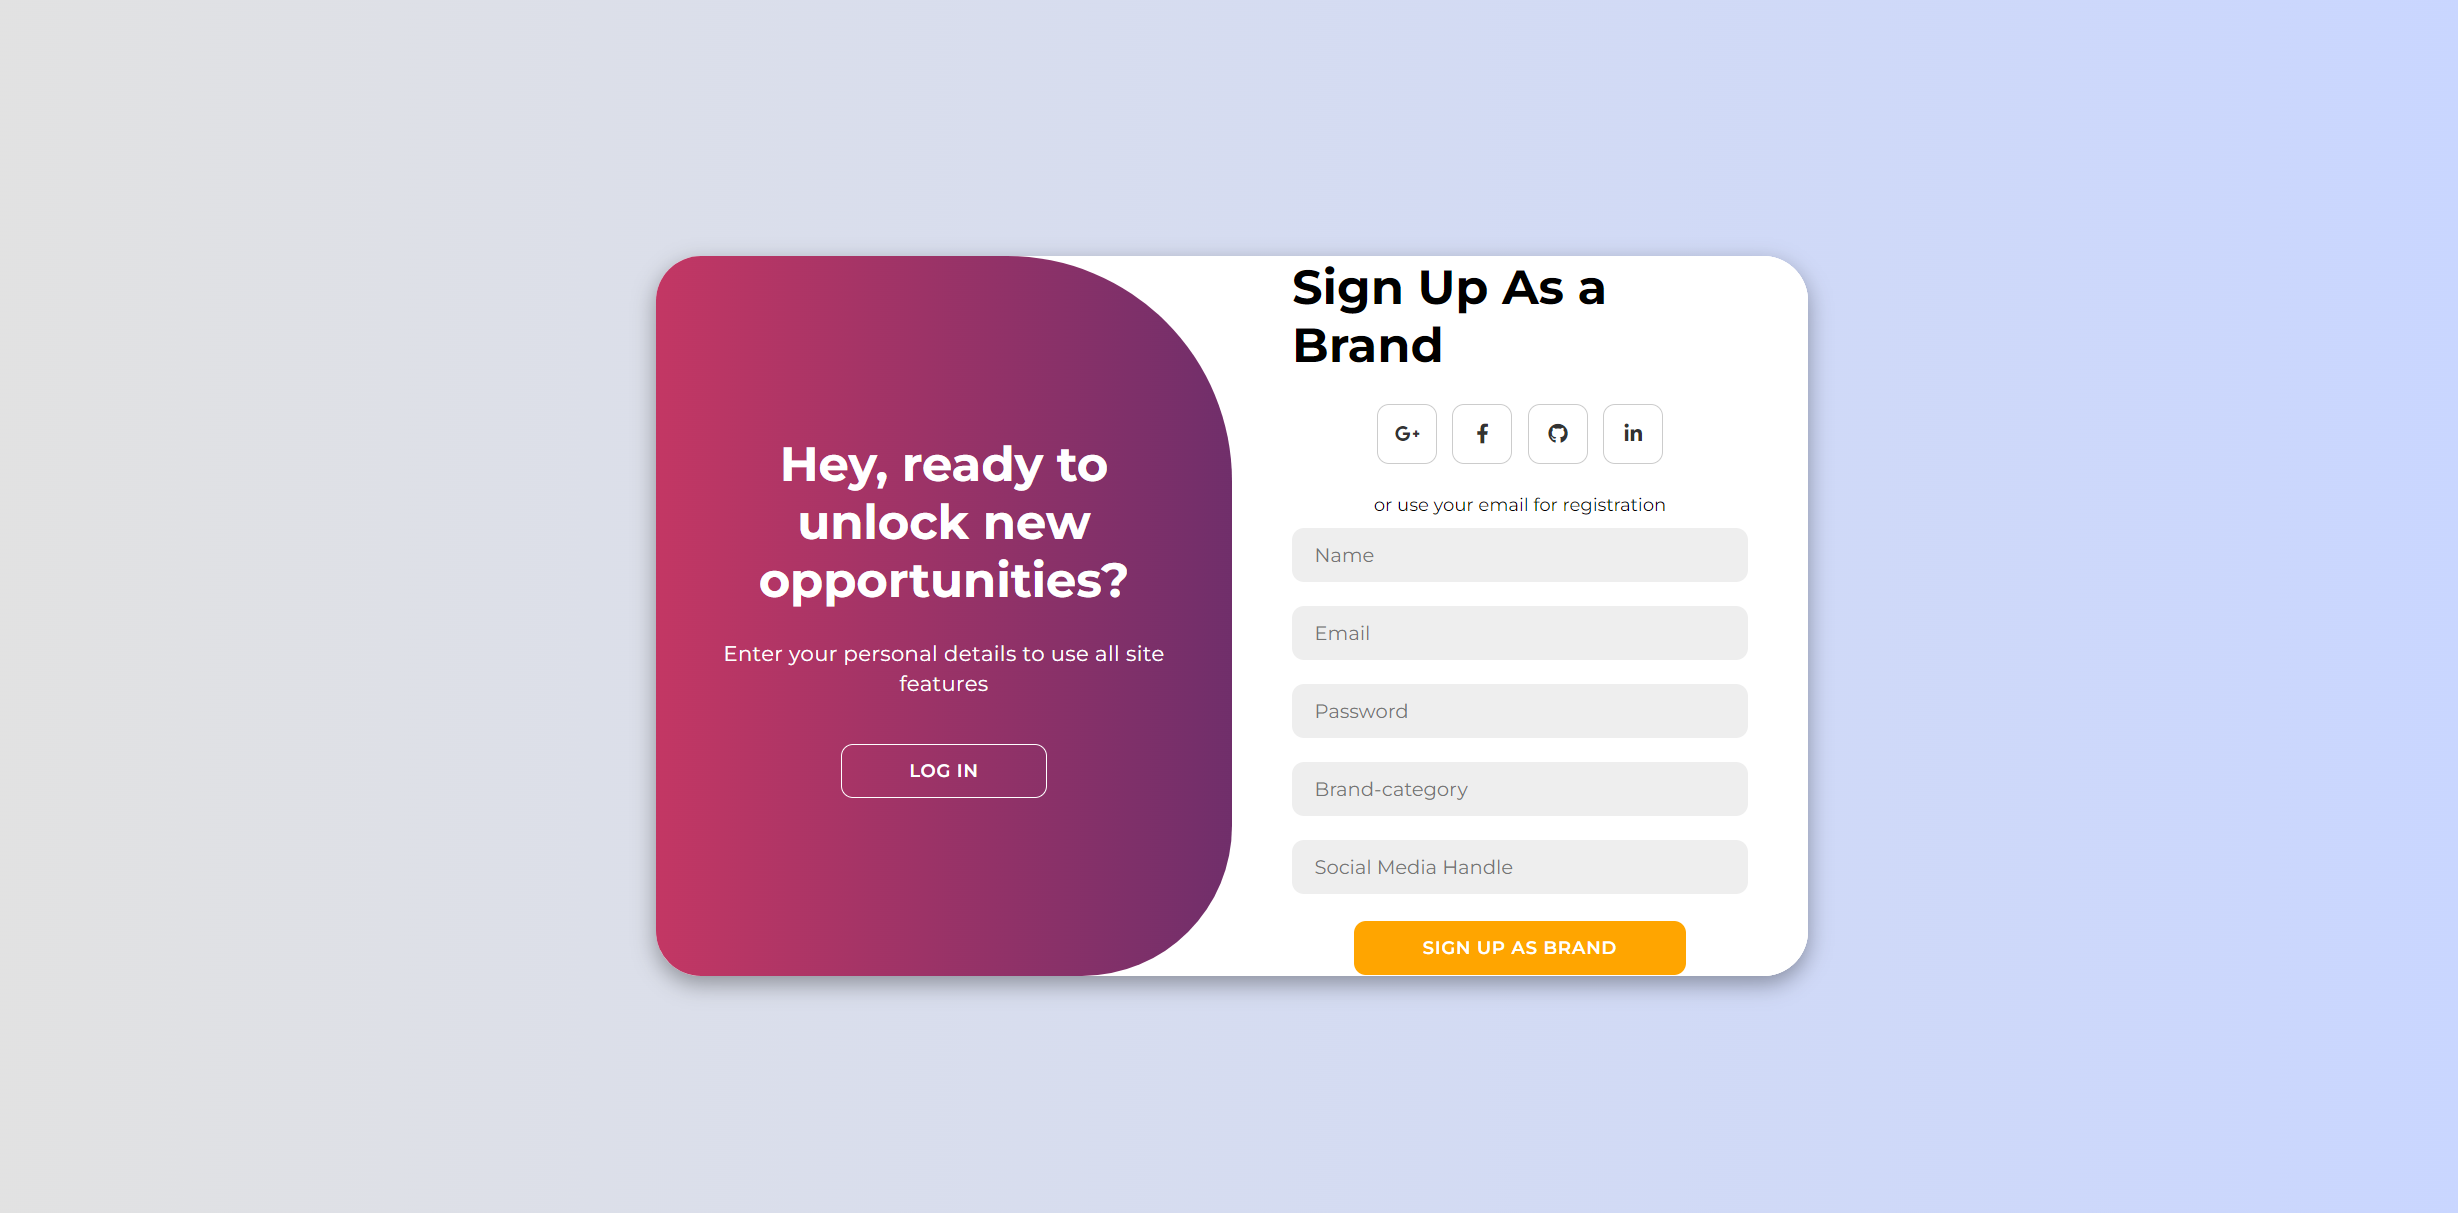 Hey, ready to
unlock new
opportunities?
Enter your personal details to use all site
features
LOG IN
Sign Up As a
Brand
G+
f
in
or use your email for registration
Name
Email
Password
Brand-category
Social Media Handle
SIGN UP AS BRAND